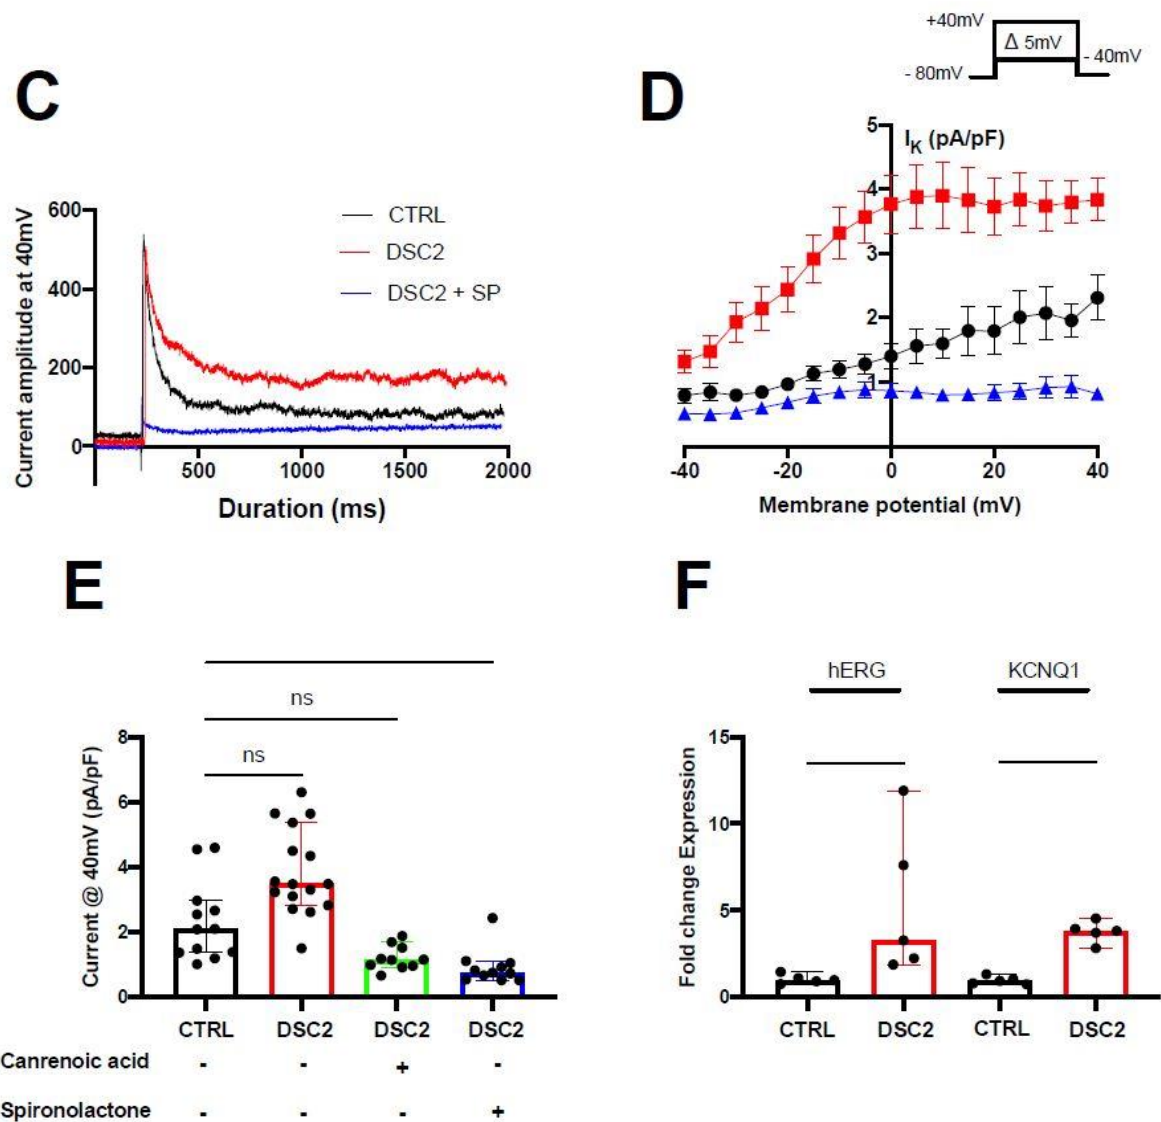 C
600
400
200
0
500
1000
1500
2000
Current amplitude at 40mV
Duration (ms)
CTRL
DSC2
DSC2 + SP
D
+40mV
Δ 5mV
- 40mV
- 80mV
5
I_K (pA/pF)
4
3
2
1
-40
-20
0
20
40
Membrane potential (mV)
E
ns
ns
8
6
4
2
0
Current @ 40mV (pA/pF)
CTRL
DSC2
DSC2
DSC2
Canrenoic acid
- - + -
Spironolactone
- - - +
F
hERG
KCNQ1
15
10
5
0
Fold change Expression
CTRL
DSC2
CTRL
DSC2